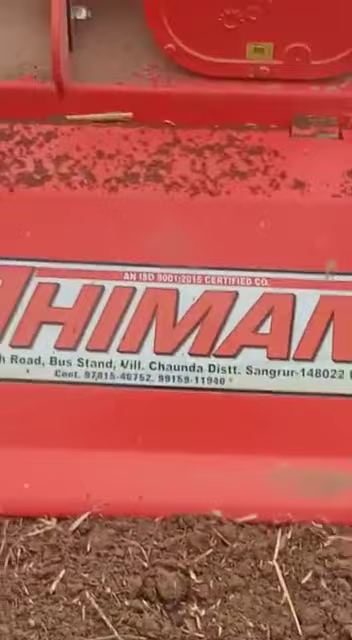 AN ISO 9001:2015 CERTIFIED CO.
HIMAN
h Road, Bus Stand, Vill. Chaunda Distt. Sangrur-148022
Cont. 97815-46752, 99159-11940